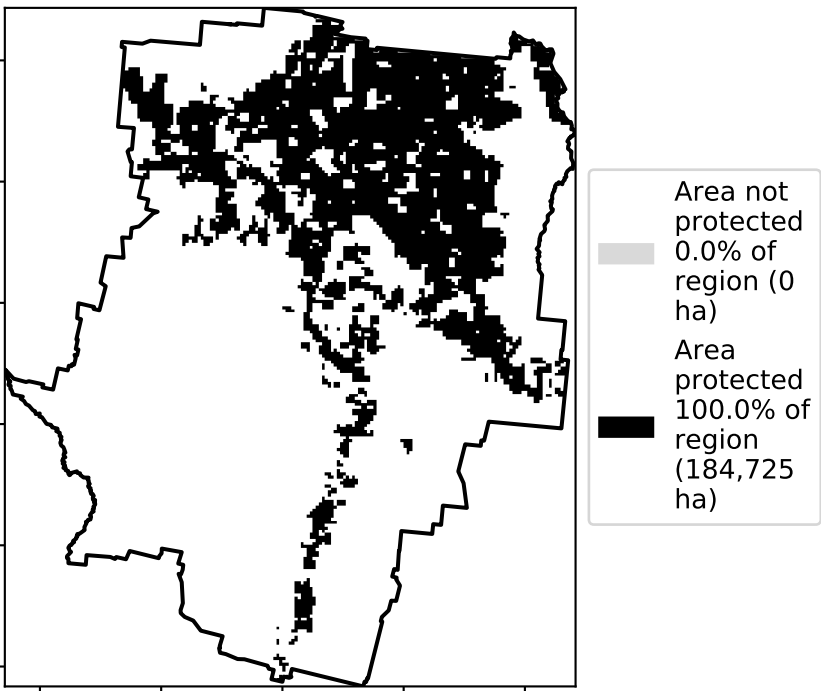 Area not
protected
0.0% of
region (0
ha)
Area
protected
100.0% of
region
(184,725
ha)